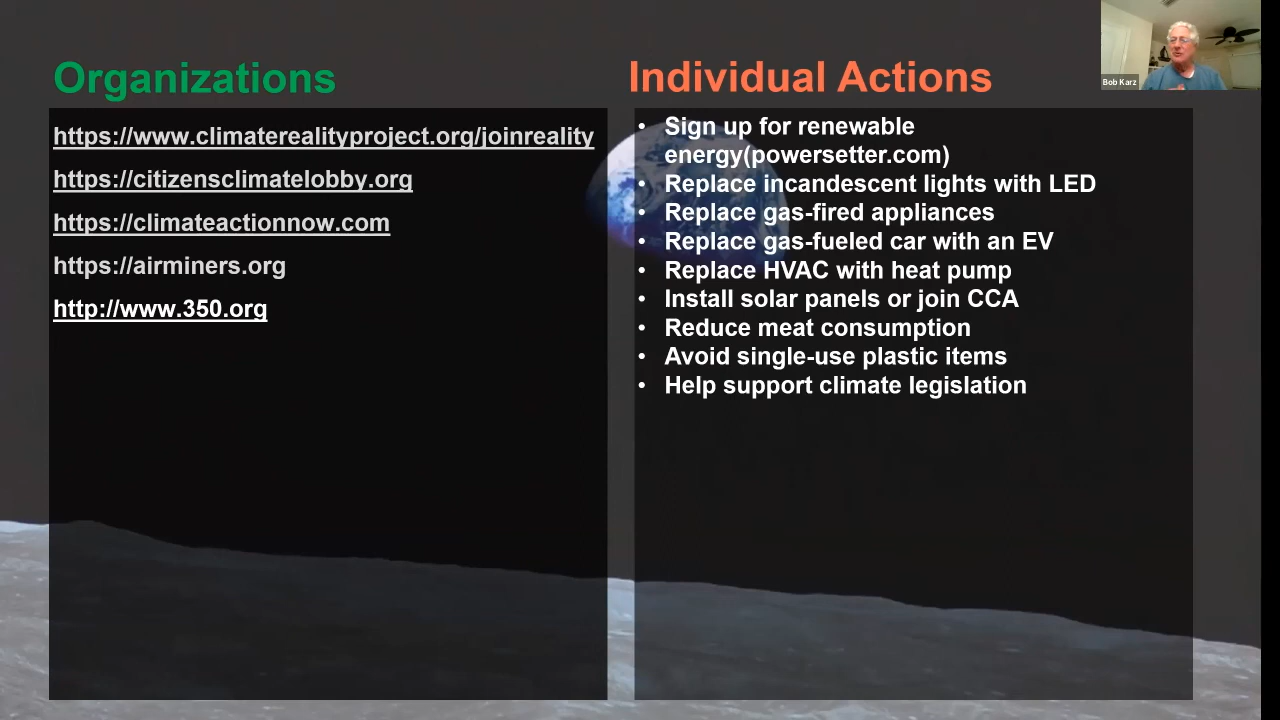 Organizations
https://www.climaterealityproject.org/joinreality
https://citizensclimatelobby.org
https://climateactionnow.com
https://airminers.org
http://www.350.org
Individual Actions
• Sign up for renewable
energy(powersetter.com)
• Replace incandescent lights with LED
• Replace gas-fired appliances
• Replace gas-fueled car with an EV
• Replace HVAC with heat pump
• Install solar panels or join CCA
• Reduce meat consumption
• Avoid single-use plastic items
• Help support climate legislation
Bob Karz